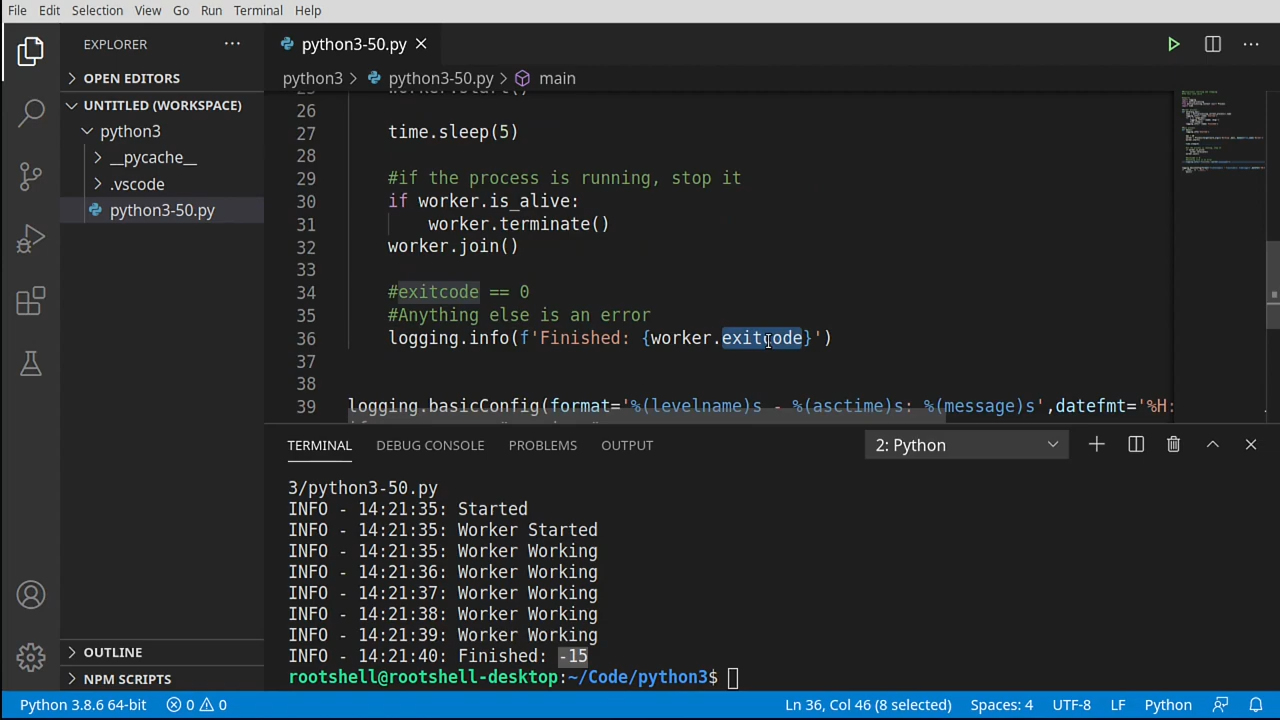 File Edit Selection View Go Run Terminal Help
EXPLORER
python3-50.py
OPEN EDITORS
python3 > python3-50.py > main
UNTITLED (WORKSPACE)
python3
__pycache__
.vscode
python3-50.py
25 worker.start()
26
27 time.sleep(5)
28
29 #if the process is running, stop it
30 if worker.is_alive:
31 worker.terminate()
32 worker.join()
33
34 #exitcode == 0
35 #Anything else is an error
36 logging.info(f'Finished: {worker.exitcode}')
37
38
39 logging.basicConfig(format='%(levelname)s - %(asctime)s: %(message)s',datefmt='%H:
TERMINAL DEBUG CONSOLE PROBLEMS OUTPUT 2: Python
3/python3-50.py
INFO - 14:21:35: Started
INFO - 14:21:35: Worker Started
INFO - 14:21:35: Worker Working
INFO - 14:21:36: Worker Working
INFO - 14:21:37: Worker Working
INFO - 14:21:38: Worker Working
INFO - 14:21:39: Worker Working
INFO - 14:21:40: Finished: -15
rootshell@rootshell-desktop:~/Code/python3$
OUTLINE
NPM SCRIPTS
Python 3.8.6 64-bit 0 0 Ln 36, Col 46 (8 selected) Spaces: 4 UTF-8 LF Python